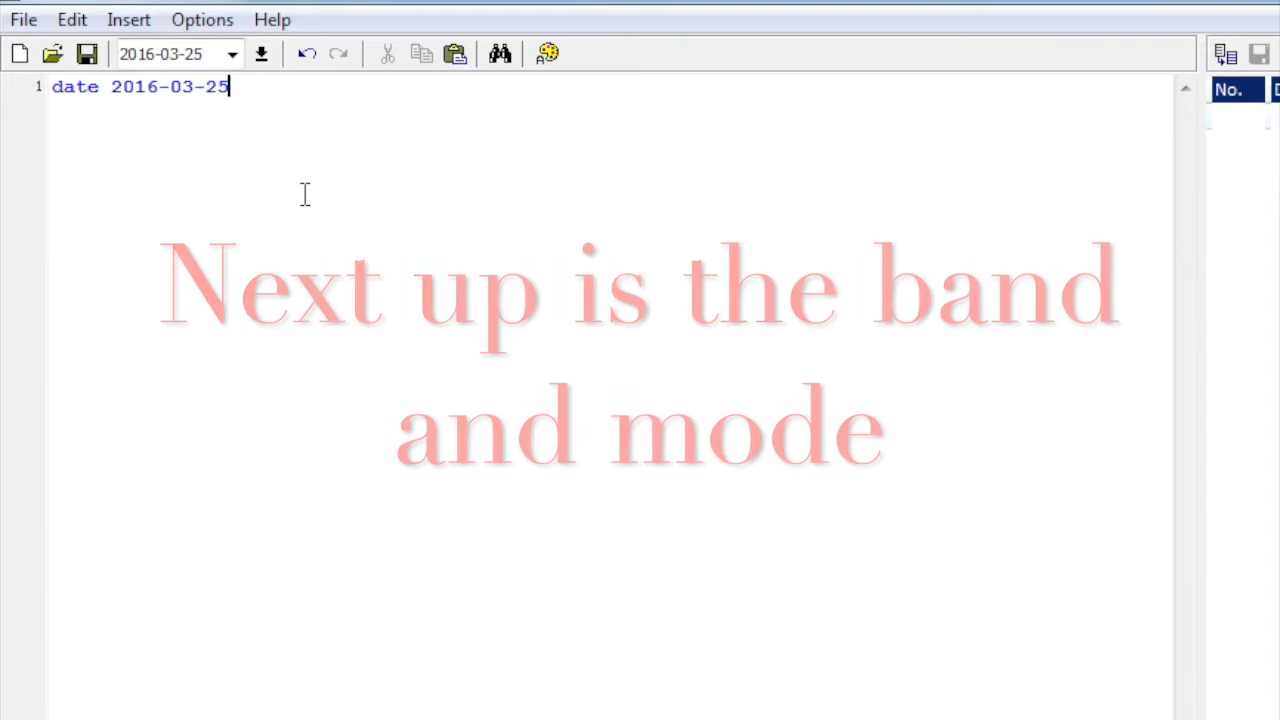 File Edit Insert Options Help
2016-03-25
No.
1 date 2016-03-25
Next up is the band
and mode